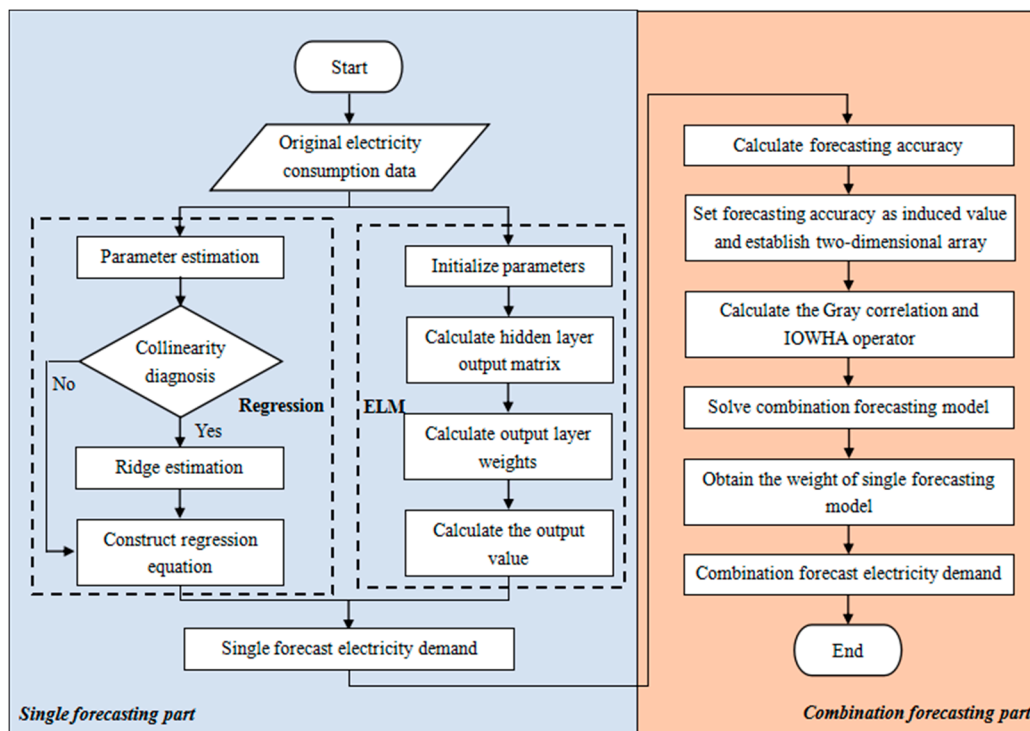 Start
Original electricity
consumption data
Parameter estimation
Collinearity
diagnosis
No
Yes
Regression
Ridge estimation
Construct regression
equation
Initialize parameters
Calculate hidden layer
output matrix
ELM
Calculate output layer
weights
Calculate the output
value
Single forecast electricity demand
Single forecasting part
Calculate forecasting accuracy
Set forecasting accuracy as induced value
and establish two-dimensional array
Calculate the Gray correlation and
IOWHA operator
Solve combination forecasting model
Obtain the weight of single forecasting
model
Combination forecast electricity demand
End
Combination forecasting part